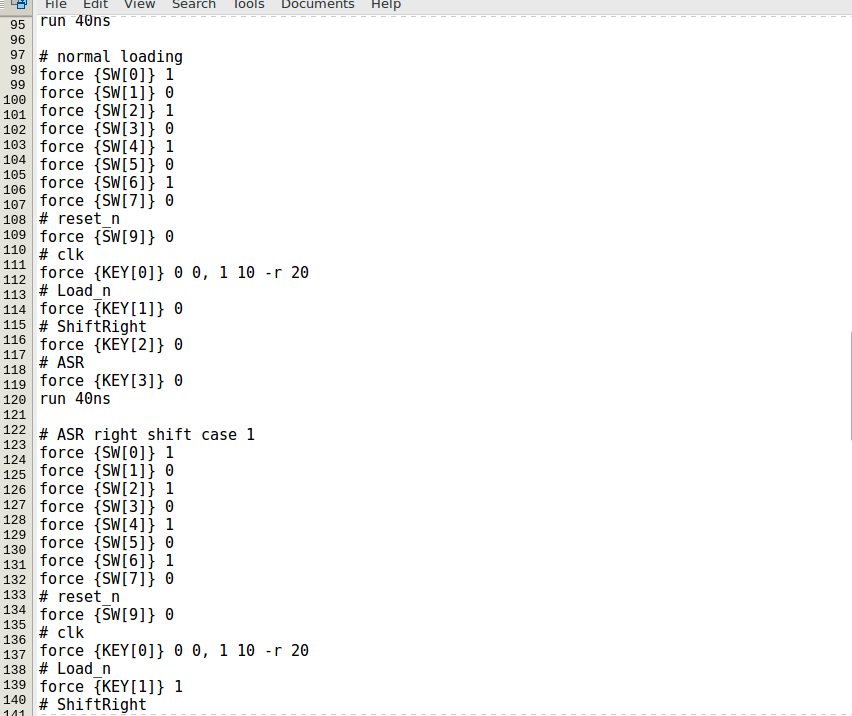 File Edit View Search Tools Documents Help
95
96
97
98
99
100
101
102
103
104
105
106
107
108
109
110
111
112
113
114
115
116
117
118
119
120
121
122
123
124
125
126
127
128
129
130
131
132
133
134
135
136
137
138
139
140
141
run 40ns
# normal loading
force {SW[0]} 1
force {SW[1]} 0
force {SW[2]} 1
force {SW[3]} 0
force {SW[4]} 1
force {SW[5]} 0
force {SW[6]} 1
force {SW[7]} 0
# reset_n
force {SW[9]} 0
# clk
force {KEY[0]} 0 0, 1 10 -r 20
# Load_n
force {KEY[1]} 0
# ShiftRight
force {KEY[2]} 0
# ASR
force {KEY[3]} 0
run 40ns
# ASR right shift case 1
force {SW[0]} 1
force {SW[1]} 0
force {SW[2]} 1
force {SW[3]} 0
force {SW[4]} 1
force {SW[5]} 0
force {SW[6]} 1
force {SW[7]} 0
# reset_n
force {SW[9]} 0
# clk
force {KEY[0]} 0 0, 1 10 -r 20
# Load_n
force {KEY[1]} 1
# ShiftRight